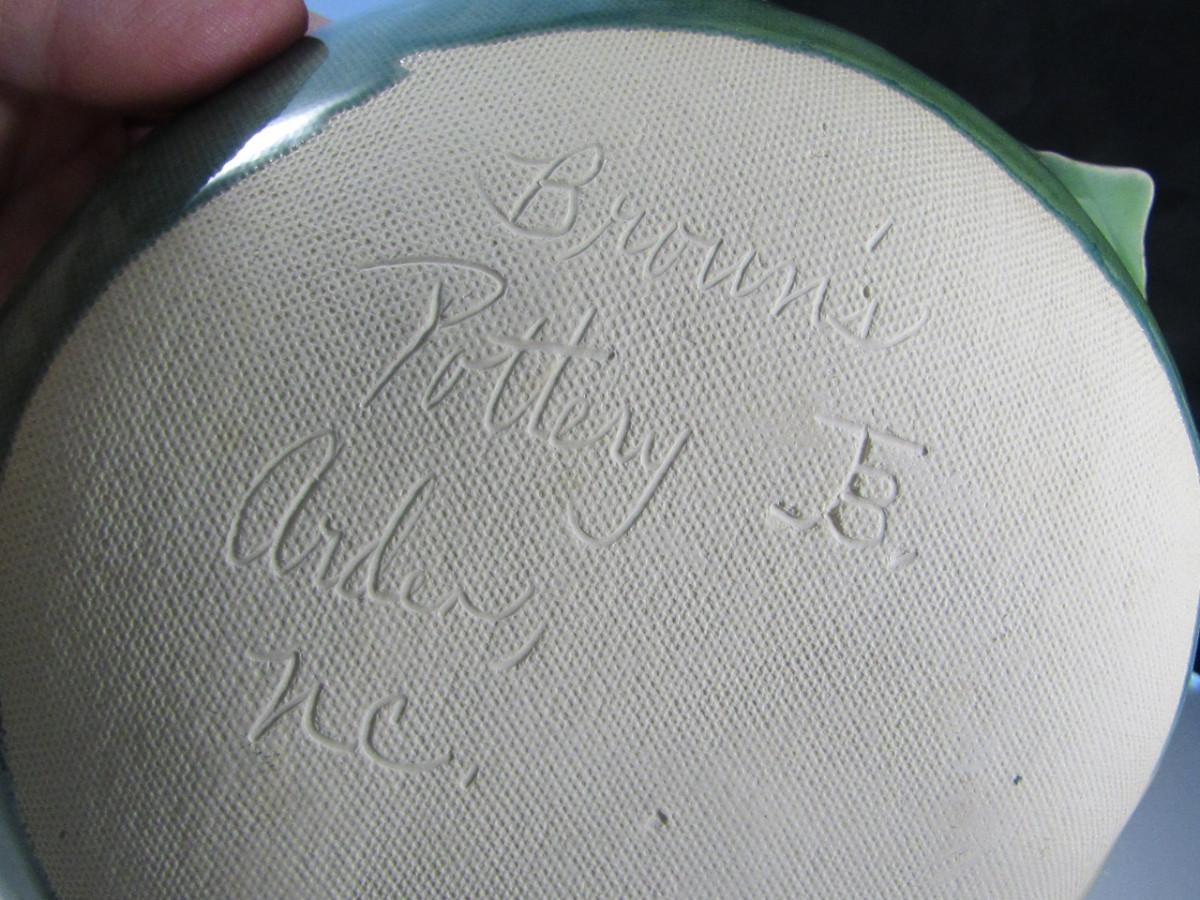 Brown's
Pottery
Arden,
NC.